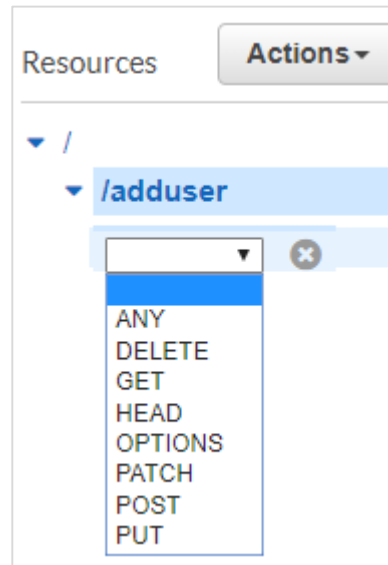 Resources
Actions
/
/adduser
ANY
DELETE
GET
HEAD
OPTIONS
PATCH
POST
PUT